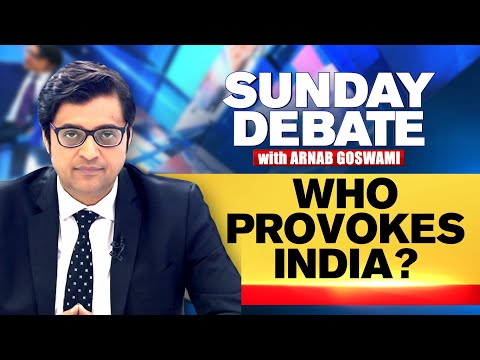 SUNDAY
DEBATE
with ARNAB GOSWAMI
WHO
PROVOKES
INDIA?